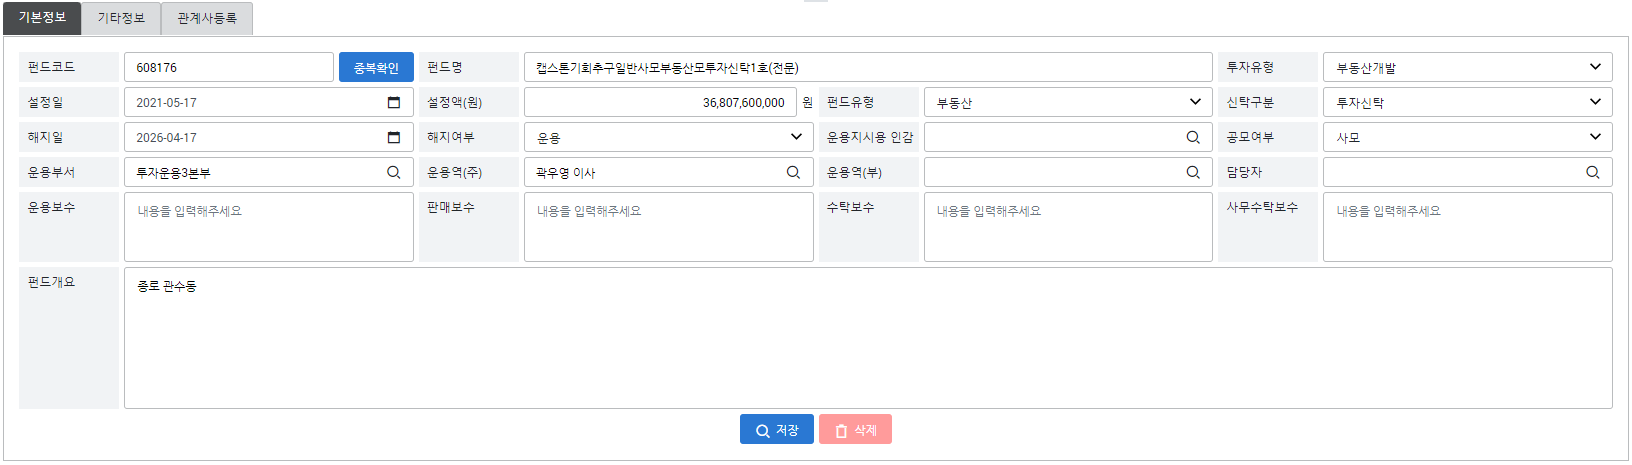 기본정보 기타정보 관계사등록
펀드코드 608176 중복확인 펀드명 캡스톤기회추구일반사모부동산모투자신탁1호(전문) 투자유형 부동산개발
설정일 2021-05-17 설정액(원) 36,807,600,000 원 펀드유형 부동산 신탁구분 투자신탁
해지일 2026-04-17 해지여부 운용 운용지시용 인감 공모여부 사모
운용부서 투자운용3본부 운용역(주) 곽우영 이사 운용역(부) 담당자
운용보수 내용을 입력해주세요 판매보수 내용을 입력해주세요 수탁보수 내용을 입력해주세요 사무수탁보수 내용을 입력해주세요
펀드개요 종로 관수동
저장 삭제